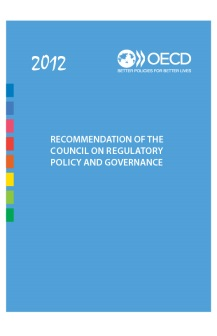 2012
OECD
BETTER POLICIES FOR BETTER LIVES
RECOMMENDATION OF THE
COUNCIL ON REGULATORY
POLICY AND GOVERNANCE